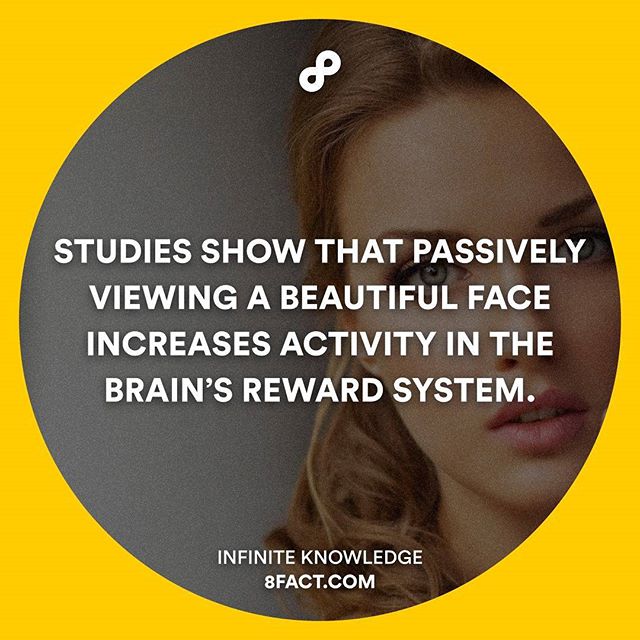 STUDIES SHOW THAT PASSIVELY
VIEWING A BEAUTIFUL FACE
INCREASES ACTIVITY IN THE
BRAIN’S REWARD SYSTEM.
INFINITE KNOWLEDGE
8FACT.COM